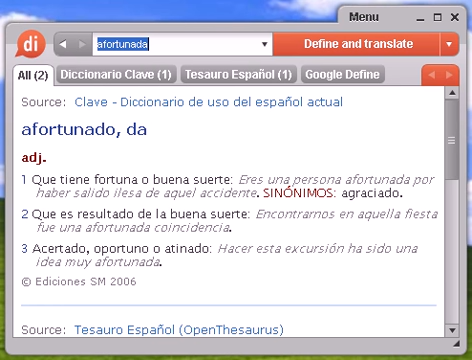 Menu
di
afortunada
Define and translate
All (2)
Diccionario Clave (1)
Tesauro Español (1)
Google Define
Source: Clave - Diccionario de uso del español actual
afortunado, da
adj.
1 Que tiene fortuna o buena suerte: Eres una persona afortunada por
haber salido ilesa de aquel accidente. SINÓNIMOS: agraciado.
2 Que es resultado de la buena suerte: Encontrarnos en aquella fiesta
fue una afortunada coincidencia.
3 Acertado, oportuno o atinado: Hacer esta excursión ha sido una
idea muy afortunada.
© Ediciones SM 2006
Source: Tesauro Español (OpenThesaurus)